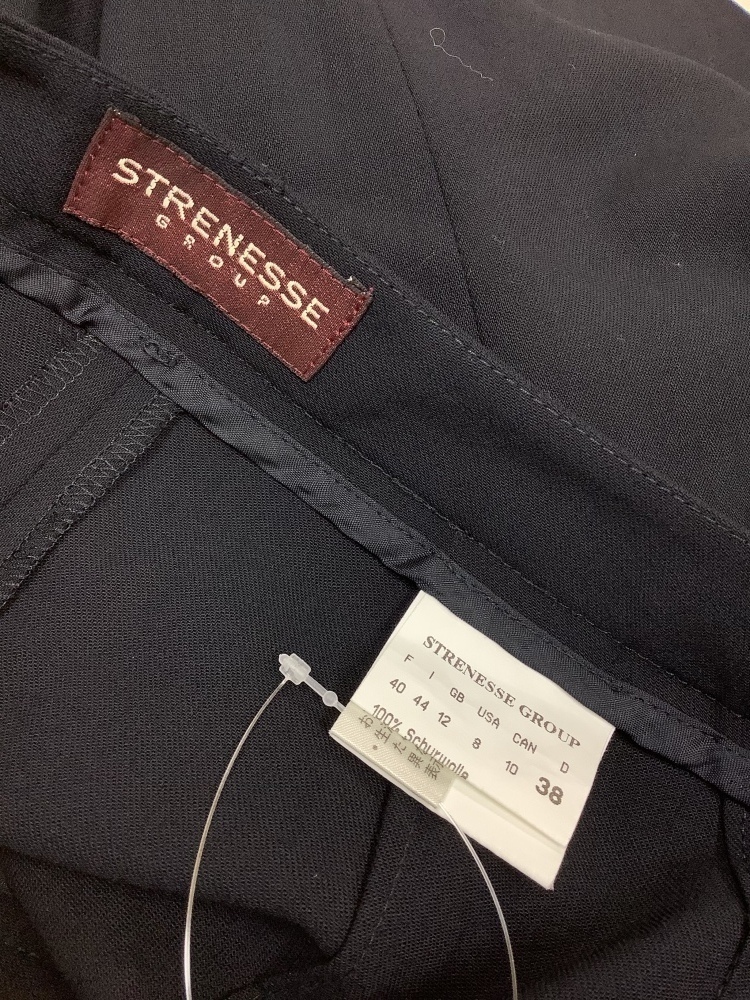 STRENESSE
GROUP
STRENESSE GROUP
F I GB USA CAN D
40 44 12 8 10 38
100% Schurwolle